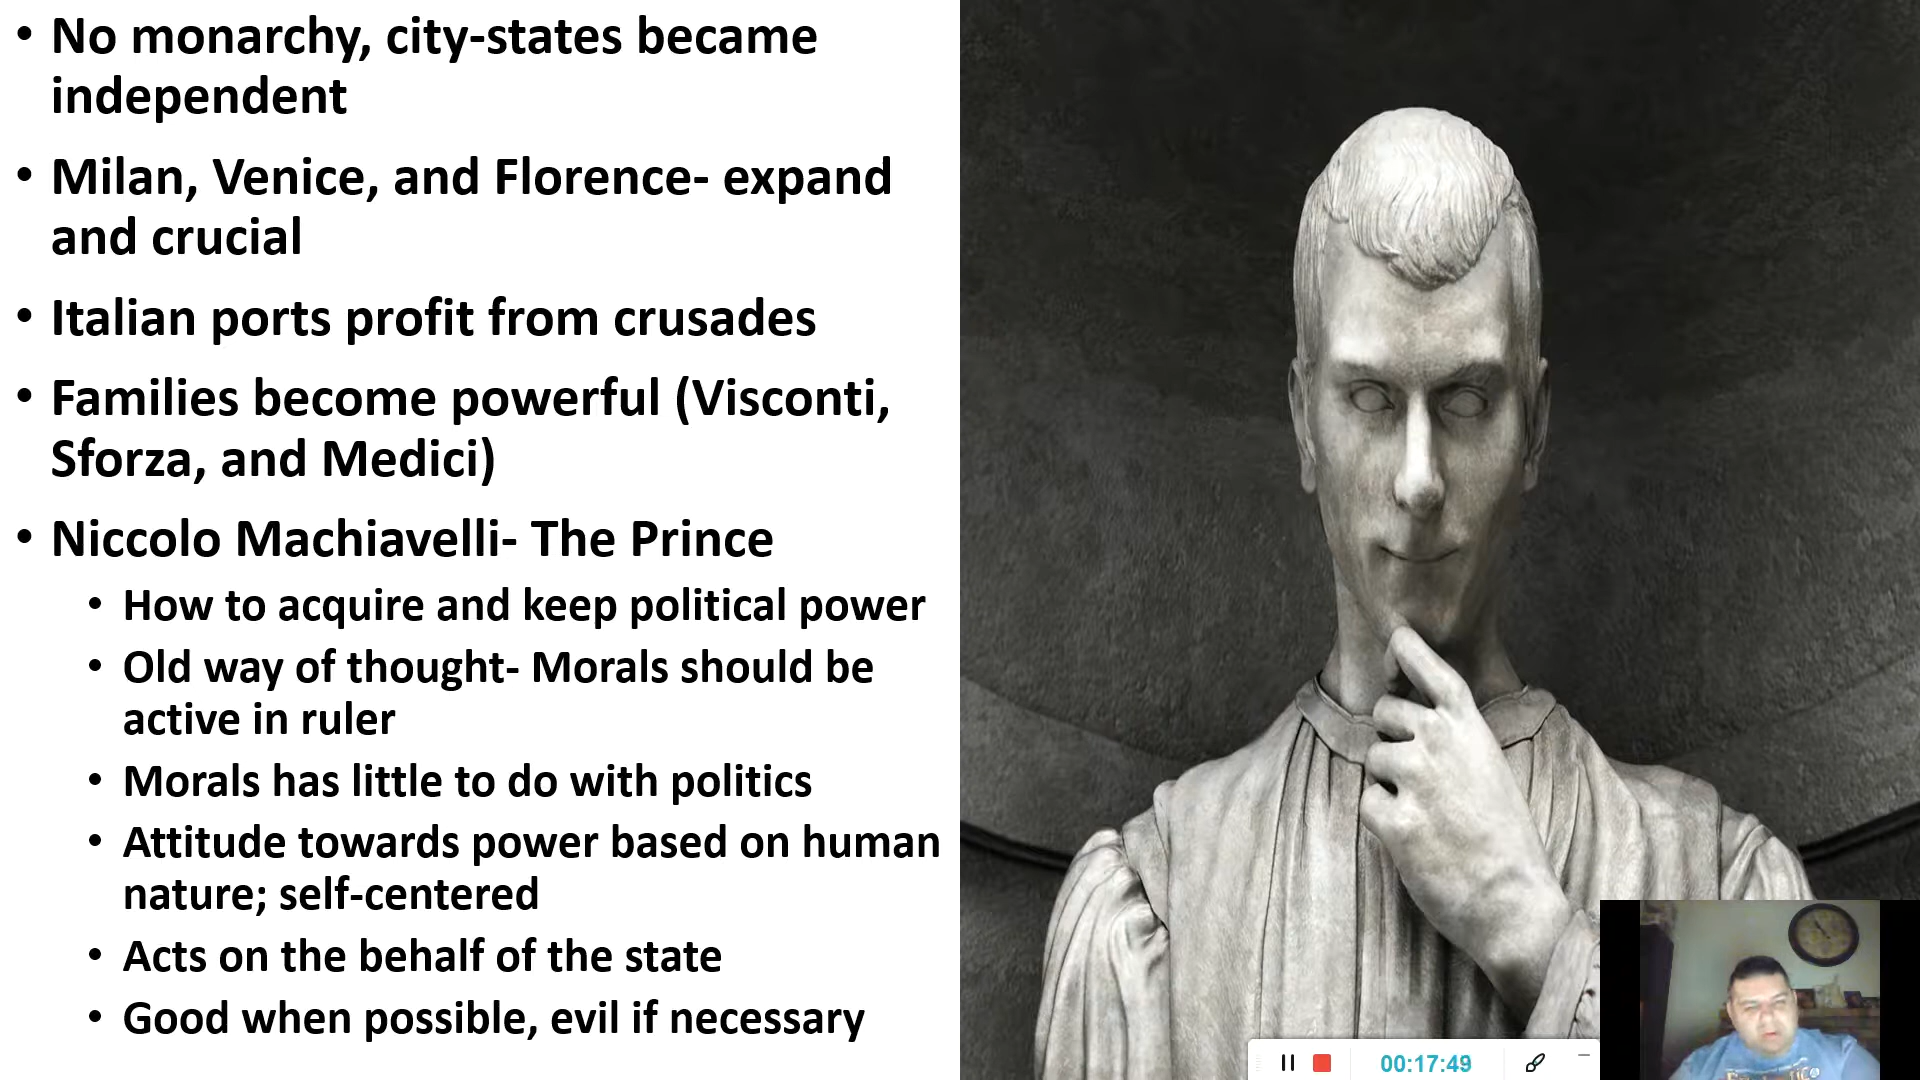 • No monarchy, city-states became
independent
• Milan, Venice, and Florence- expand
and crucial
• Italian ports profit from crusades
• Families become powerful (Visconti,
Sforza, and Medici)
• Niccolo Machiavelli- The Prince
• How to acquire and keep political power
• Old way of thought- Morals should be
active in ruler
• Morals has little to do with politics
• Attitude towards power based on human
nature; self-centered
• Acts on the behalf of the state
• Good when possible, evil if necessary
00:17:49